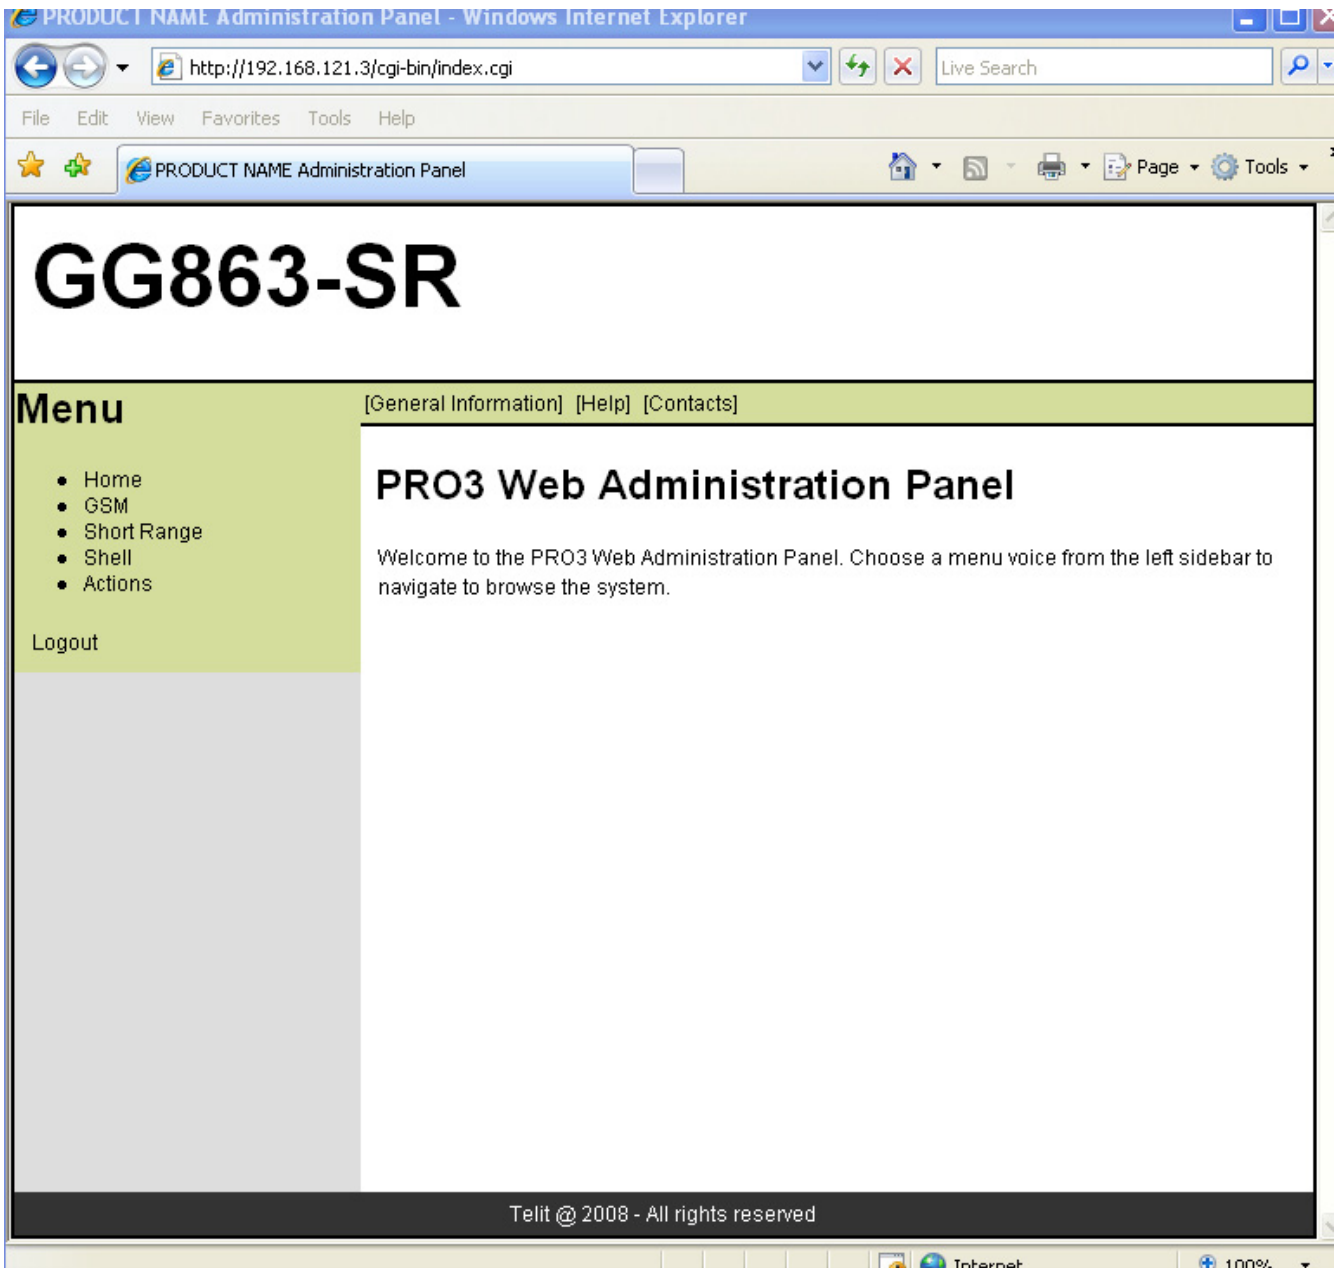 PRODUCT NAME Administration Panel - Windows Internet Explorer
http://192.168.121.3/cgi-bin/index.cgi
Live Search
File Edit View Favorites Tools Help
PRODUCT NAME Administration Panel
Page Tools
GG863-SR
Menu
[General Information] [Help] [Contacts]
Home
GSM
Short Range
Shell
Actions
Logout
PRO3 Web Administration Panel
Welcome to the PRO3 Web Administration Panel. Choose a menu voice from the left sidebar to
navigate to browse the system.
Telit @ 2008 - All rights reserved
Internet 100%